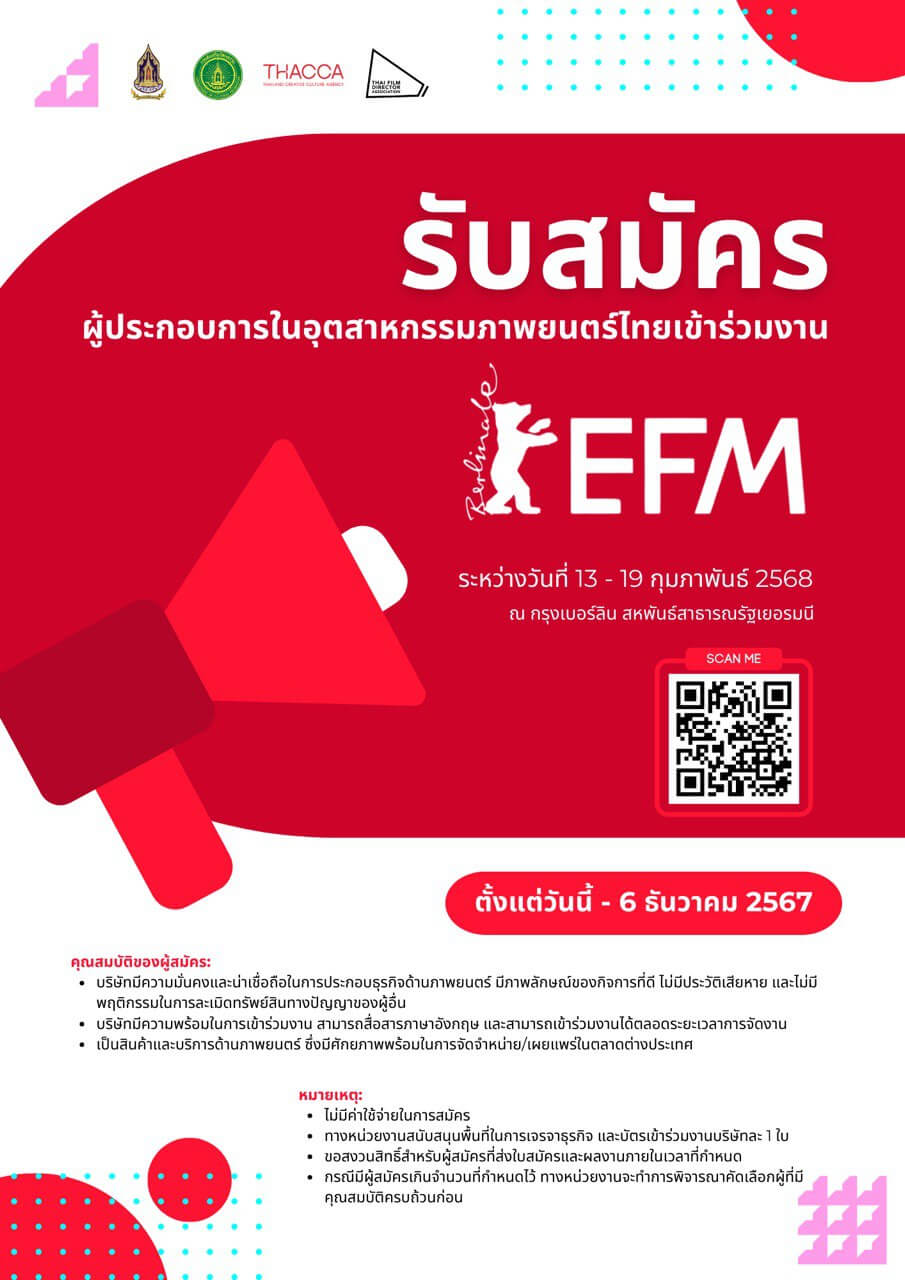 THACCA
THAILAND CREATIVE CULTURE AGENCY
THAI FILM
DIRECTOR
ASSOCIATION
รับสมัคร
ผู้ประกอบการในอุตสาหกรรมภาพยนตร์ไทยเข้าร่วมงาน
Berlinale
EFM
ระหว่างวันที่ 13 - 19 กุมภาพันธ์ 2568
ณ กรุงเบอร์ลิน สหพันธ์สาธารณรัฐเยอรมนี
SCAN ME
ตั้งแต่วันนี้ - 6 ธันวาคม 2567
คุณสมบัติของผู้สมัคร:
• บริษัทมีความมั่นคงและน่าเชื่อถือในการประกอบธุรกิจด้านภาพยนตร์ มีภาพลักษณ์ของกิจการที่ดี ไม่มีประวัติเสียหาย และไม่มี
พฤติกรรมในการละเมิดทรัพย์สินทางปัญญาของผู้อื่น
• บริษัทมีความพร้อมในการเข้าร่วมงาน สามารถสื่อสารภาษาอังกฤษ และสามารถเข้าร่วมงานได้ตลอดระยะเวลาการจัดงาน
• เป็นสินค้าและบริการด้านภาพยนตร์ ซึ่งมีศักยภาพพร้อมในการจัดจำหน่าย/เผยแพร่ในตลาดต่างประเทศ
หมายเหตุ:
• ไม่มีค่าใช้จ่ายในการสมัคร
• ทางหน่วยงานสนับสนุนพื้นที่ในการเจรจาธุรกิจ และบัตรเข้าร่วมงานบริษัทละ 1 ใบ
• ขอสงวนสิทธิ์สำหรับผู้สมัครที่ส่งใบสมัครและผลงานภายในเวลาที่กำหนด
• กรณีมีผู้สมัครเกินจำนวนที่กำหนดไว้ ทางหน่วยงานจะทำการพิจารณาคัดเลือกผู้ที่มี
คุณสมบัติครบถ้วนก่อน